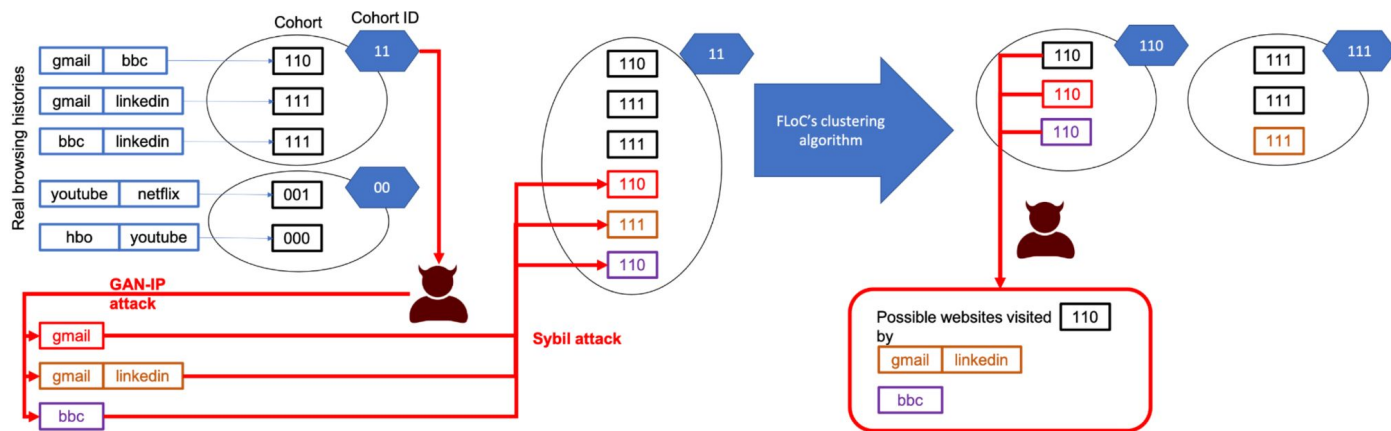 Real browsing histories
Cohort
Cohort ID
gmail bbc
110
11
gmail linkedin
111
bbc linkedin
111
youtube netflix
001
00
hbo youtube
000
GAN-IP
attack
gmail
gmail linkedin
bbc
Sybil attack
11
110
111
111
110
111
110
FLoC's clustering
algorithm
110
110
110
110
111
111
111
111
Possible websites visited 110
by
gmail linkedin
bbc